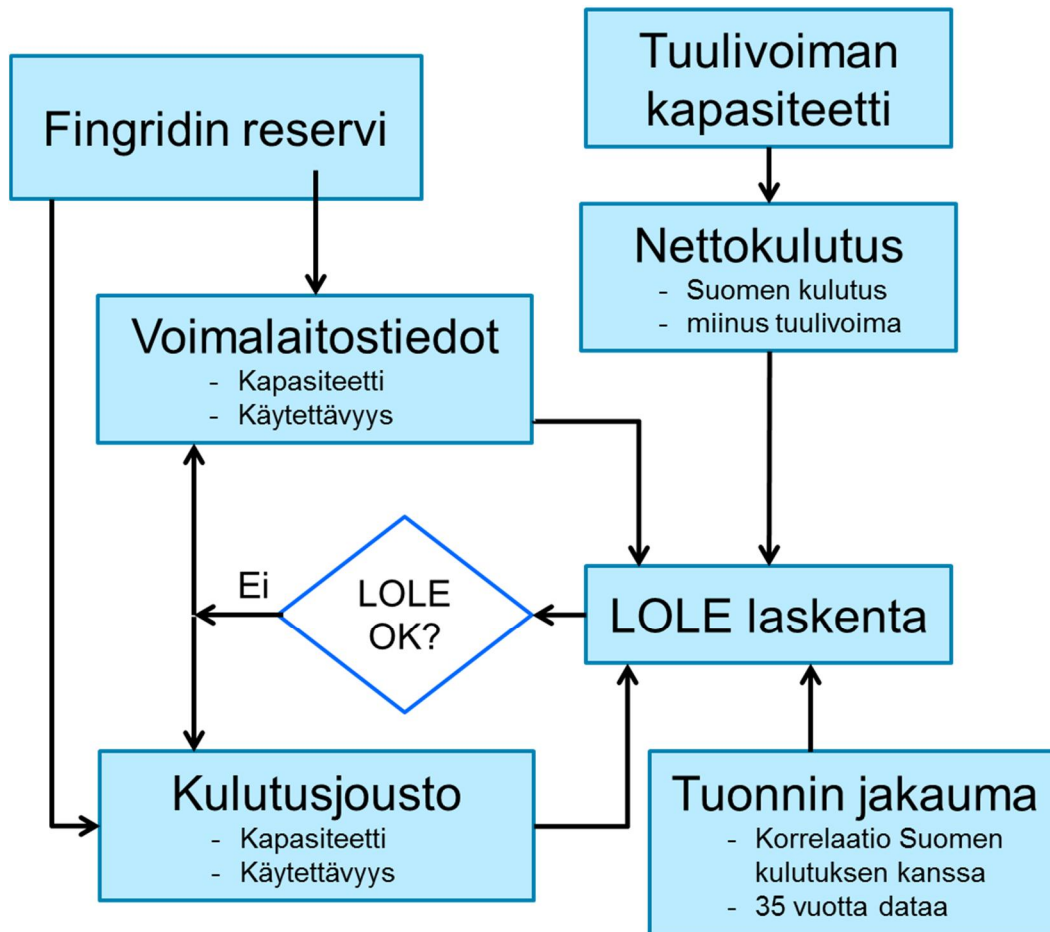 Fingridin reservi
Tuulivoiman
kapasiteetti
Nettokulutus
- Suomen kulutus
- miinus tuulivoima
Voimalaitostiedot
- Kapasiteetti
- Käytettävyys
Ei
LOLE
OK?
LOLE laskenta
Kulutusjousto
- Kapasiteetti
- Käytettävyys
Tuonnin jakauma
- Korrelaatio Suomen
kulutuksen kanssa
- 35 vuotta dataa